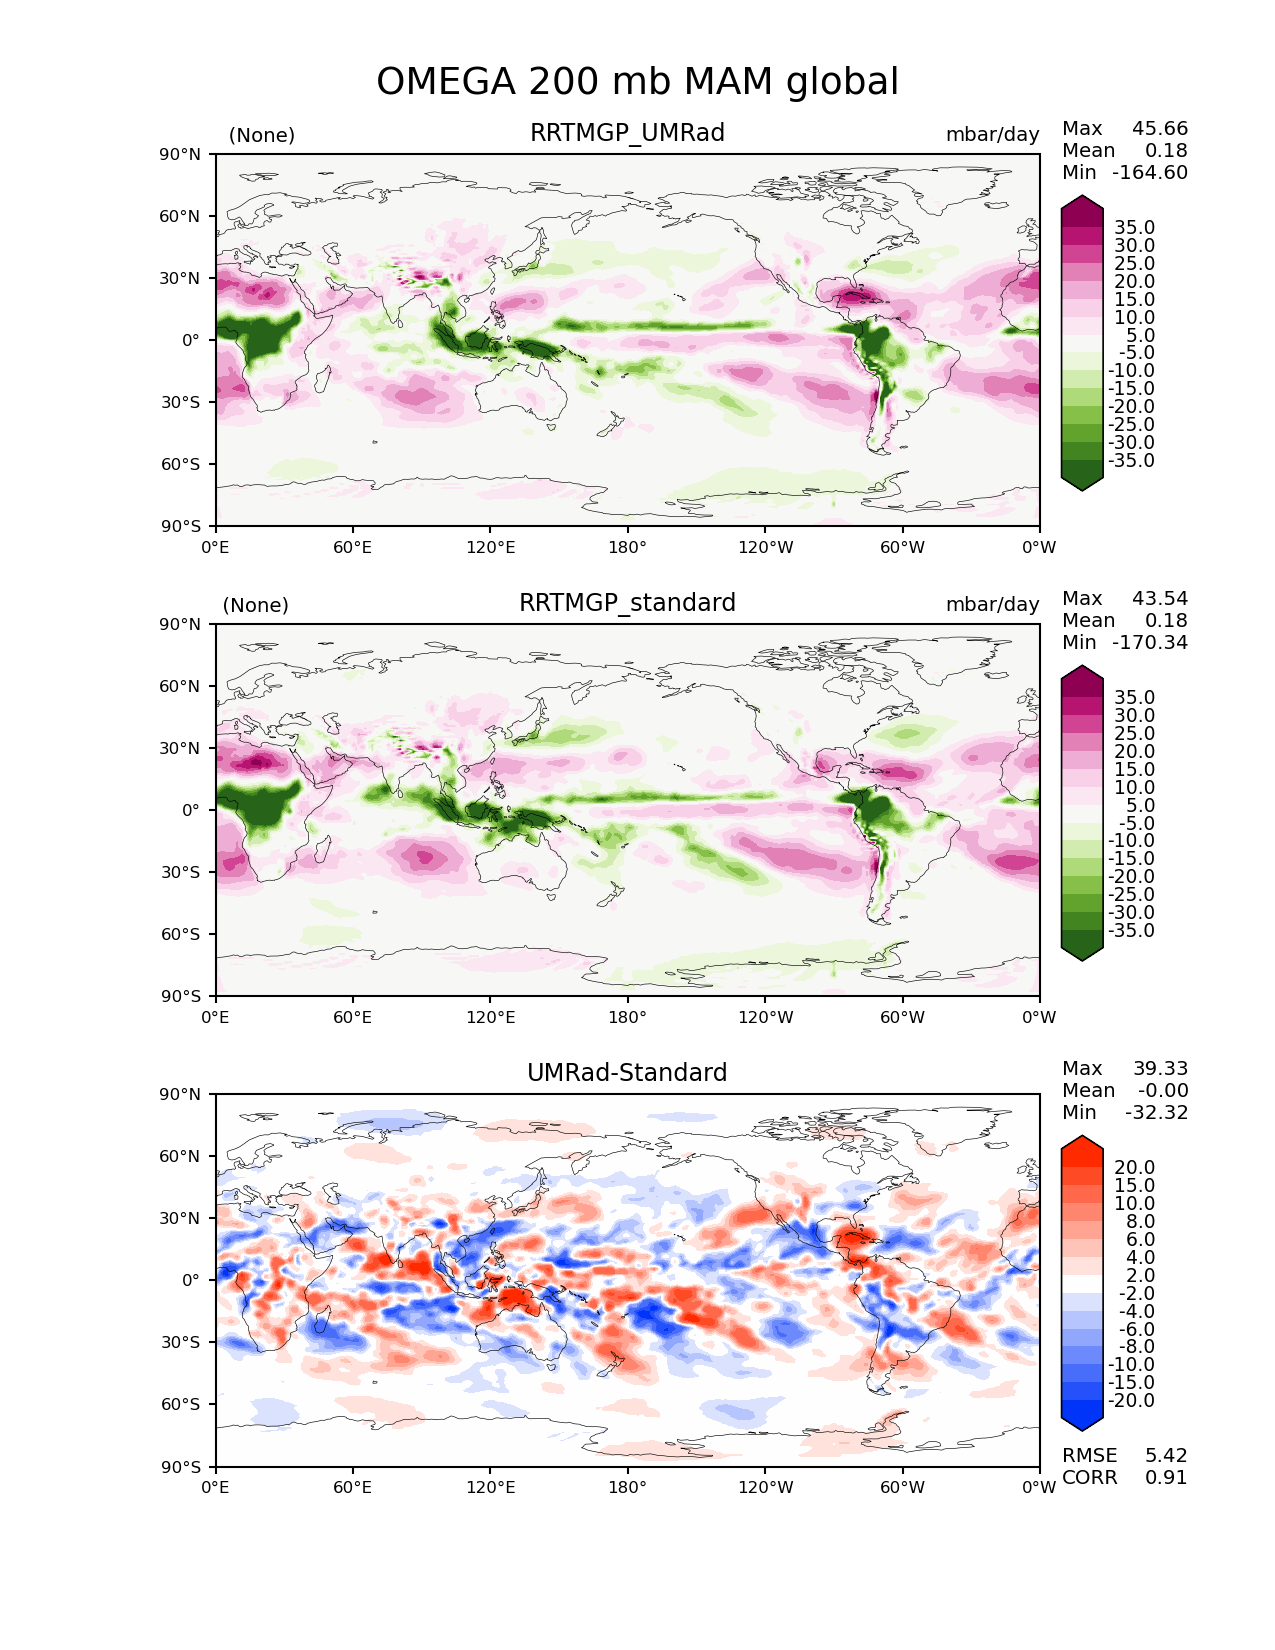 OMEGA 200 mb MAM global
(None) RRTMGP_UMRad mbar/day
Max 45.66
Mean 0.18
Min -164.60
90°N
60°N
30°N
0°
30°S
60°S
90°S
0°E 60°E 120°E 180° 120°W 60°W 0°W
35.0
30.0
25.0
20.0
15.0
10.0
5.0
-5.0
-10.0
-15.0
-20.0
-25.0
-30.0
-35.0
(None) RRTMGP_standard mbar/day
Max 43.54
Mean 0.18
Min -170.34
90°N
60°N
30°N
0°
30°S
60°S
90°S
0°E 60°E 120°E 180° 120°W 60°W 0°W
35.0
30.0
25.0
20.0
15.0
10.0
5.0
-5.0
-10.0
-15.0
-20.0
-25.0
-30.0
-35.0
UMRad-Standard
Max 39.33
Mean -0.00
Min -32.32
90°N
60°N
30°N
0°
30°S
60°S
90°S
0°E 60°E 120°E 180° 120°W 60°W 0°W
20.0
15.0
10.0
8.0
6.0
4.0
2.0
-2.0
-4.0
-6.0
-8.0
-10.0
-15.0
-20.0
RMSE 5.42
CORR 0.91